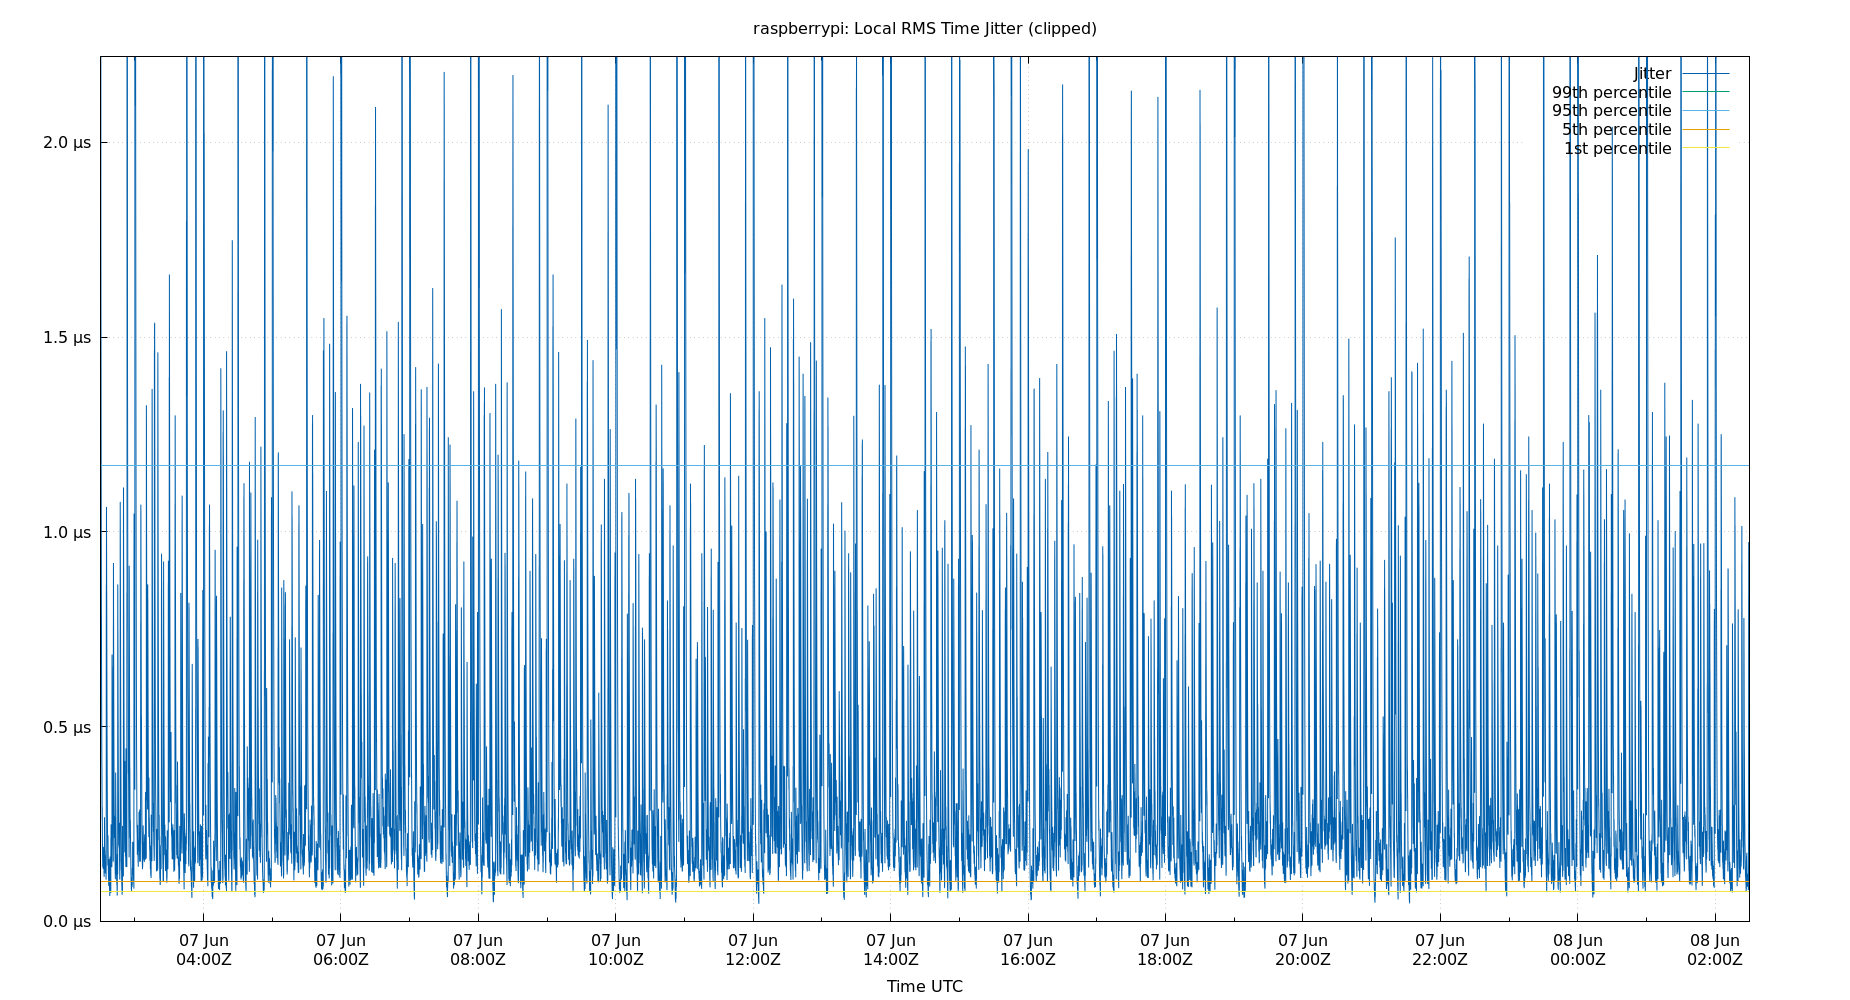 raspberrypi: Local RMS Time Jitter (clipped)
Jitter
99th percentile
95th percentile
5th percentile
1st percentile
2.0 µs
1.5 µs
1.0 µs
0.5 µs
0.0 µs
07 Jun 07 Jun 07 Jun 07 Jun 07 Jun 07 Jun 07 Jun 07 Jun 07 Jun 07 Jun 08 Jun 08 Jun
04:00Z 06:00Z 08:00Z 10:00Z 12:00Z 14:00Z 16:00Z 18:00Z 20:00Z 22:00Z 00:00Z 02:00Z
Time UTC